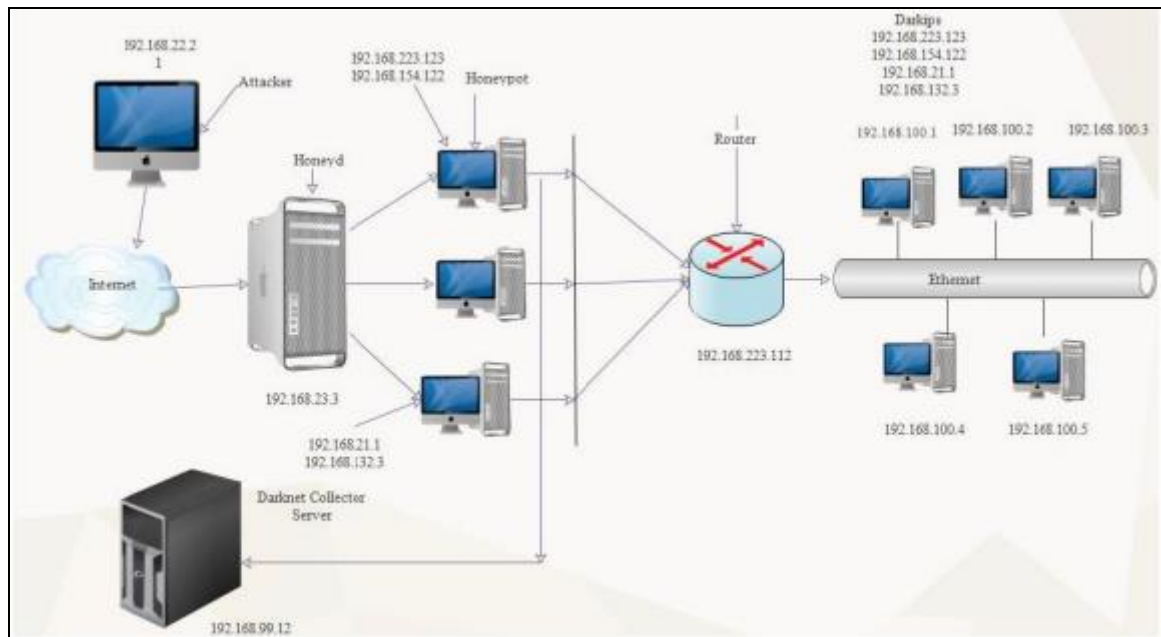 192.168.22.2
1
Attacker
192.168.223.123
192.168.154.122
Honeypot
Darkips
192.168.223.123
192.168.154.122
192.168.21.1
192.168.132.3
Honeyd
Router
192.168.100.1
192.168.100.2
192.168.100.3
Internet
Ethernet
192.168.223.112
192.168.23.3
192.168.21.1
192.168.132.3
192.168.100.4
192.168.100.5
Darknet Collector
Server
192.168.99.12